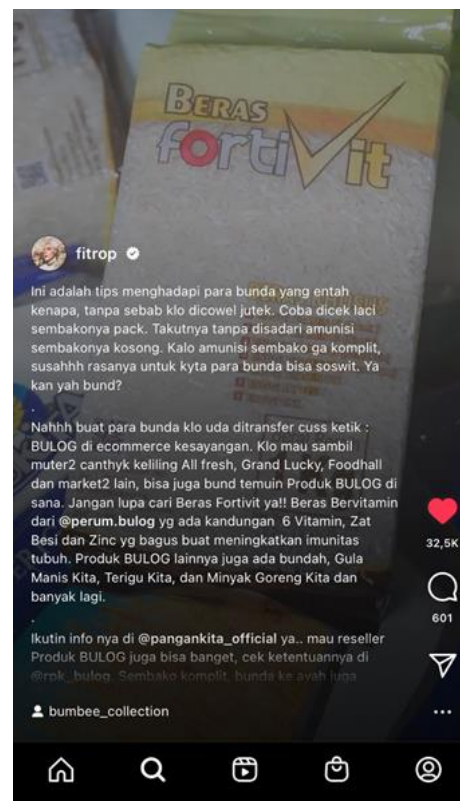 BERAS
fortiVit
fitrop
Ini adalah tips menghadapi para bunda yang entah
kenapa, tanpa sebab klo dicowel jutek. Coba dicek laci
sembakonya pack. Takutnya tanpa disadari amunisi
sembakonya kosong. Kalo amunisi sembako ga komplit,
susahhh rasanya untuk kyta para bunda bisa soswit. Ya
kan yah bund?
.
Nahhh buat para bunda klo uda ditransfer cuss ketik :
BULOG di ecommerce kesayangan. Klo mau sambil
muter2 canthyk keliling All fresh, Grand Lucky, Foodhall
dan market2 lain, bisa juga bund temuin Produk BULOG di
sana. Jangan lupa cari Beras Fortivit ya!! Beras Bervitamin
dari @perum.bulog yg ada kandungan 6 Vitamin, Zat
Besi dan Zinc yg bagus buat meningkatkan imunitas
tubuh. Produk BULOG lainnya juga ada bundah, Gula
Manis Kita, Terigu Kita, dan Minyak Goreng Kita dan
banyak lagi.
.
Ikutin info nya di @pangankita_official ya.. mau reseller
Produk BULOG juga bisa banget, cek ketentuannya di
@rpk_bulog. Sembako komplit, bunda ke ayah juga
32,5K
601
bumbee_collection